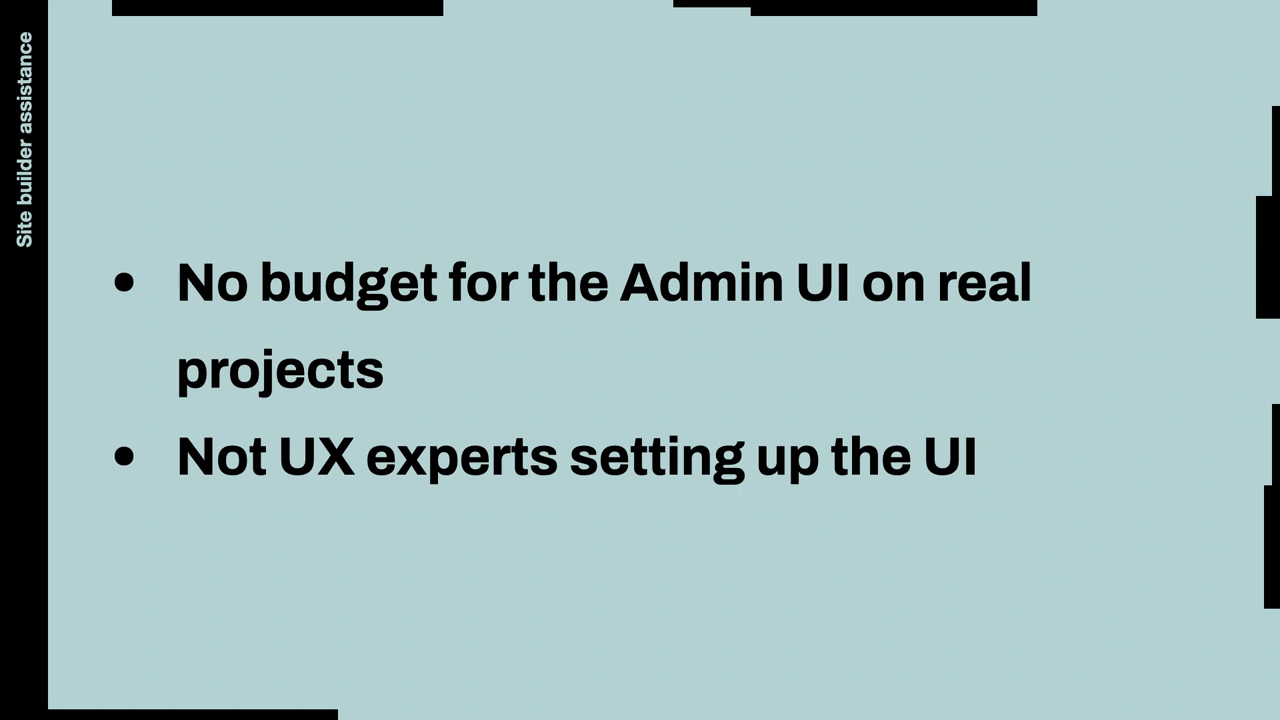 Site builder assistance
• No budget for the Admin UI on real
projects
• Not UX experts setting up the UI